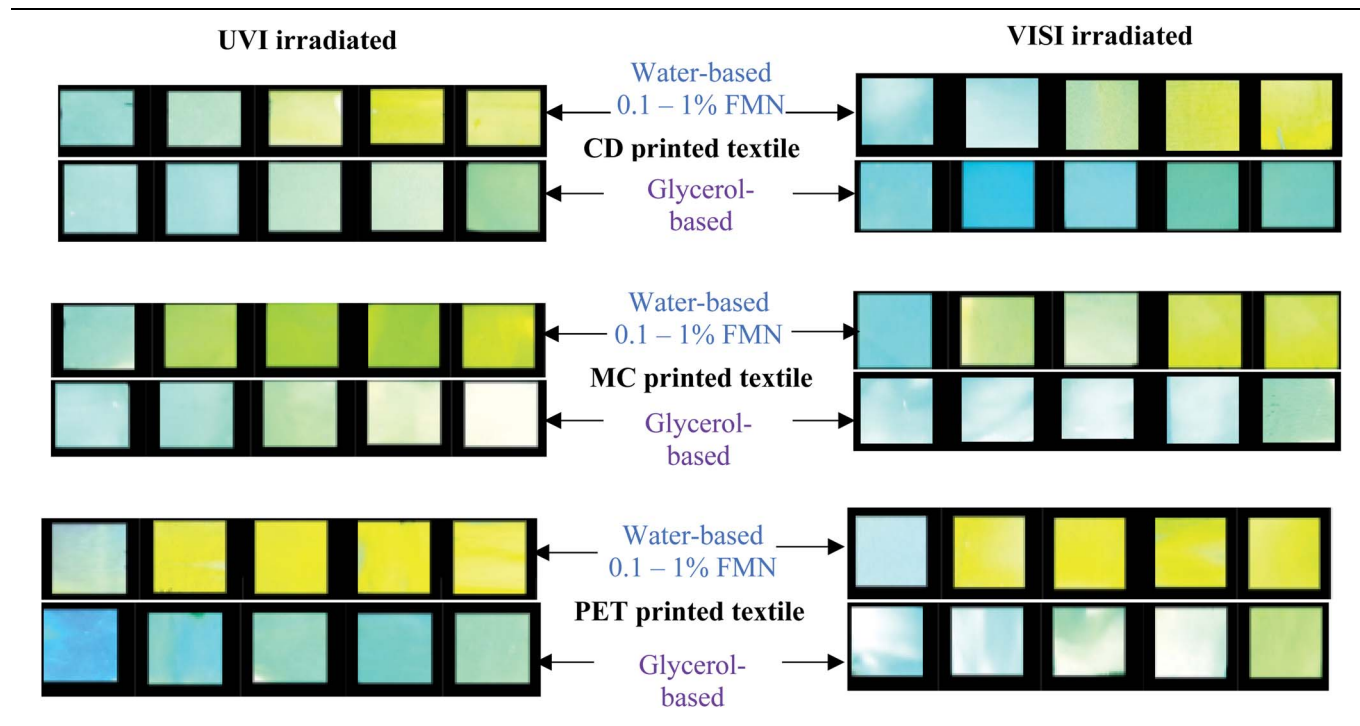 UVI irradiated
VISI irradiated
Water-based
0.1 – 1% FMN
CD printed textile
Glycerol-
based
Water-based
0.1 – 1% FMN
MC printed textile
Glycerol-
based
Water-based
0.1 – 1% FMN
PET printed textile
Glycerol-
based